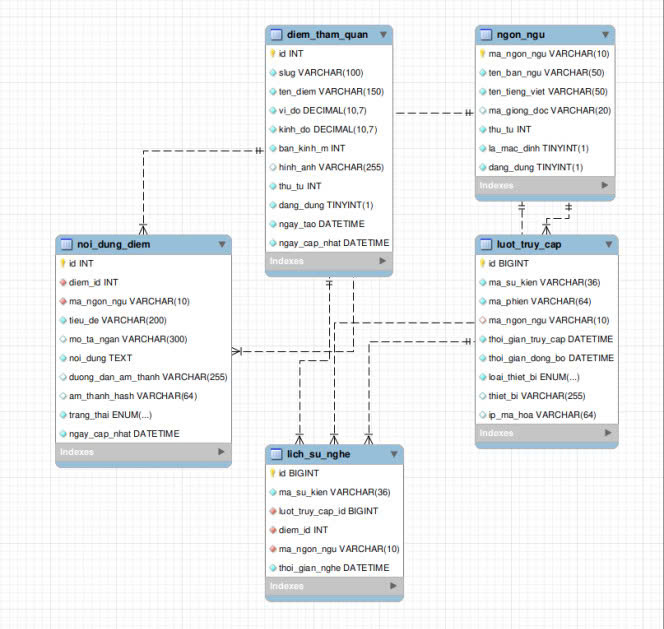 diem_tham_quan
id INT
slug VARCHAR(100)
ten_diem VARCHAR(150)
vi_do DECIMAL(10,7)
kinh_do DECIMAL(10,7)
ban_kinh_m INT
hinh_anh VARCHAR(255)
thu_tu INT
dang_dung TINYINT(1)
ngay_tao DATETIME
ngay_cap_nhat DATETIME
Indexes
ngon_ngu
ma_ngon_ngu VARCHAR(10)
ten_ban_ngu VARCHAR(50)
ten_tieng_viet VARCHAR(50)
ma_giong_doc VARCHAR(20)
thu_tu INT
la_mac_dinh TINYINT(1)
dang_dung TINYINT(1)
Indexes
noi_dung_diem
id INT
diem_id INT
ma_ngon_ngu VARCHAR(10)
tieu_de VARCHAR(200)
mo_ta_ngan VARCHAR(300)
noi_dung TEXT
duong_dan_am_thanh VARCHAR(255)
am_thanh_hash VARCHAR(64)
trang_thai ENUM(...)
ngay_cap_nhat DATETIME
Indexes
luot_truy_cap
id BIGINT
ma_su_kien VARCHAR(36)
ma_phien VARCHAR(64)
ma_ngon_ngu VARCHAR(10)
thoi_gian_truy_cap DATETIME
thoi_gian_dong_bo DATETIME
loai_thiet_bi ENUM(...)
thiet_bi VARCHAR(255)
ip_ma_hoa VARCHAR(64)
Indexes
lich_su_nghe
id BIGINT
ma_su_kien VARCHAR(36)
luot_truy_cap_id BIGINT
diem_id INT
ma_ngon_ngu VARCHAR(10)
thoi_gian_nghe DATETIME
Indexes